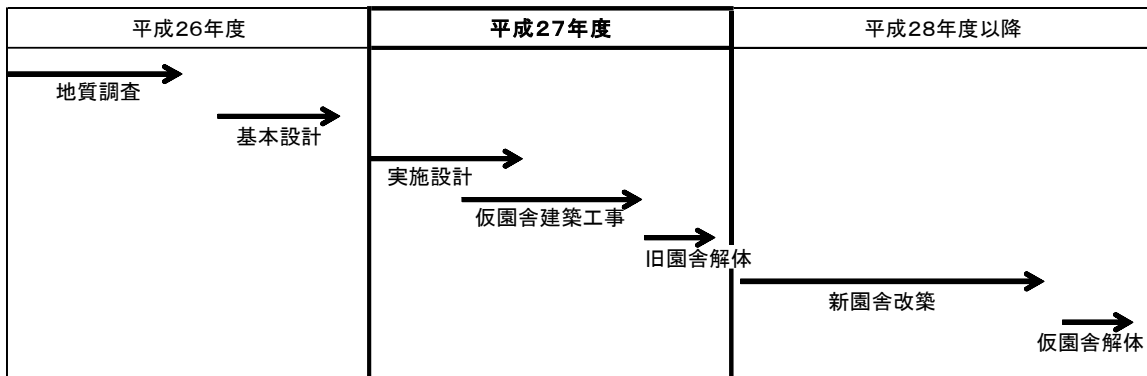 平成26年度
平成27年度
平成28年度以降
地質調査
基本設計
実施設計
仮園舎建築工事
旧園舎解体
新園舎改築
仮園舎解体